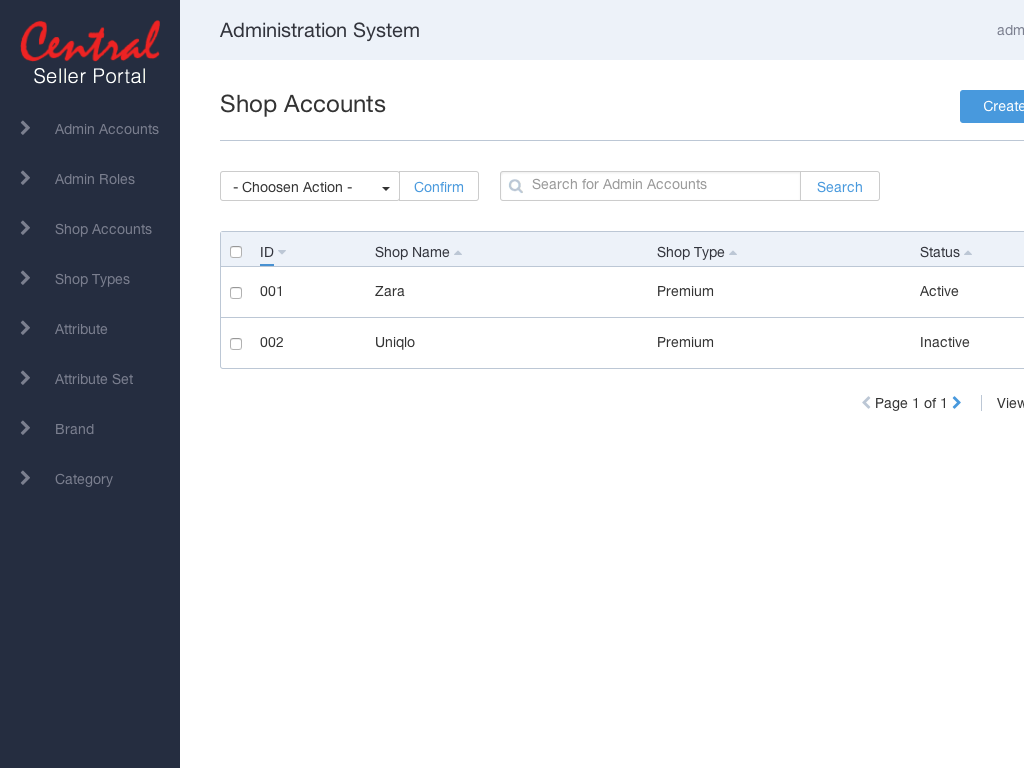 Central
Seller Portal
Admin Accounts
Admin Roles
Shop Accounts
Shop Types
Attribute
Attribute Set
Brand
Category
Administration System
adm
Shop Accounts
Create
- Choosen Action -
Confirm
Search for Admin Accounts
Search
ID Shop Name Shop Type Status
001 Zara Premium Active
002 Uniqlo Premium Inactive
Page 1 of 1 View